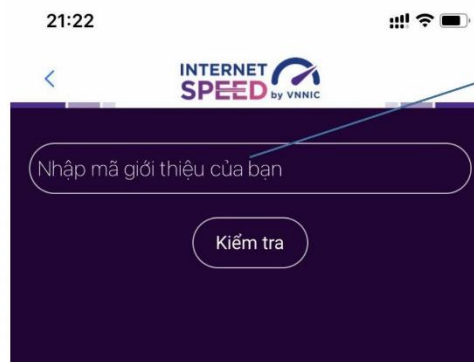 21:22
INTERNET
SPEED by VNNIC
Nhập mã giới thiệu của bạn
Kiểm tra